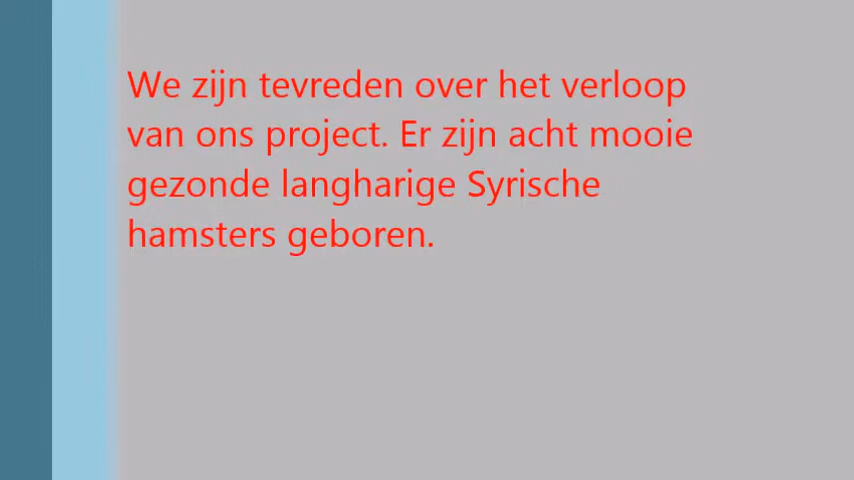 We zijn tevreden over het verloop
van ons project. Er zijn acht mooie
gezonde langharige Syrische
hamsters geboren.